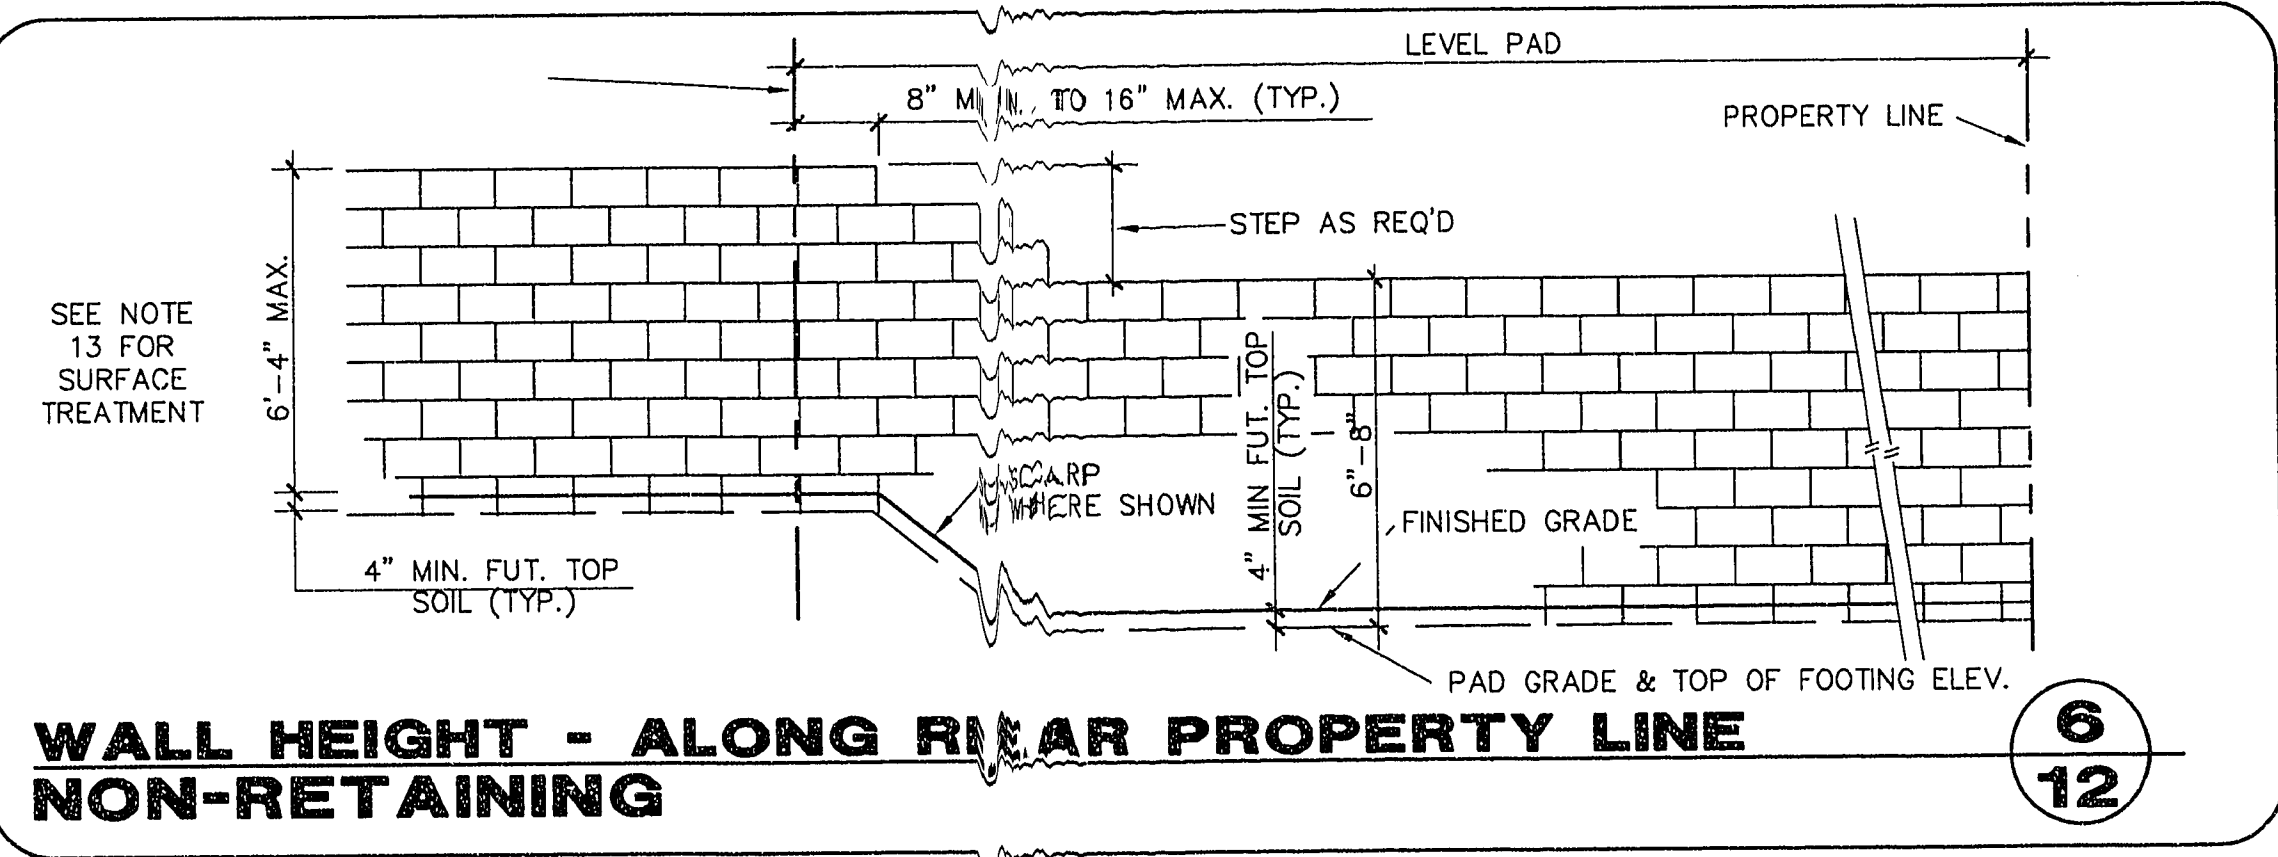 LEVEL PAD
8" MIN. TO 16" MAX. (TYP.)
PROPERTY LINE
STEP AS REQ'D
SEE NOTE
13 FOR
SURFACE
TREATMENT
6'-4" MAX.
4" MIN FUT. TOP
SOIL (TYP.)
6"-8"
SCARP
WHERE SHOWN
FINISHED GRADE
4" MIN. FUT. TOP
SOIL (TYP.)
PAD GRADE & TOP OF FOOTING ELEV.
WALL HEIGHT - ALONG REAR PROPERTY LINE
NON-RETAINING
6
12